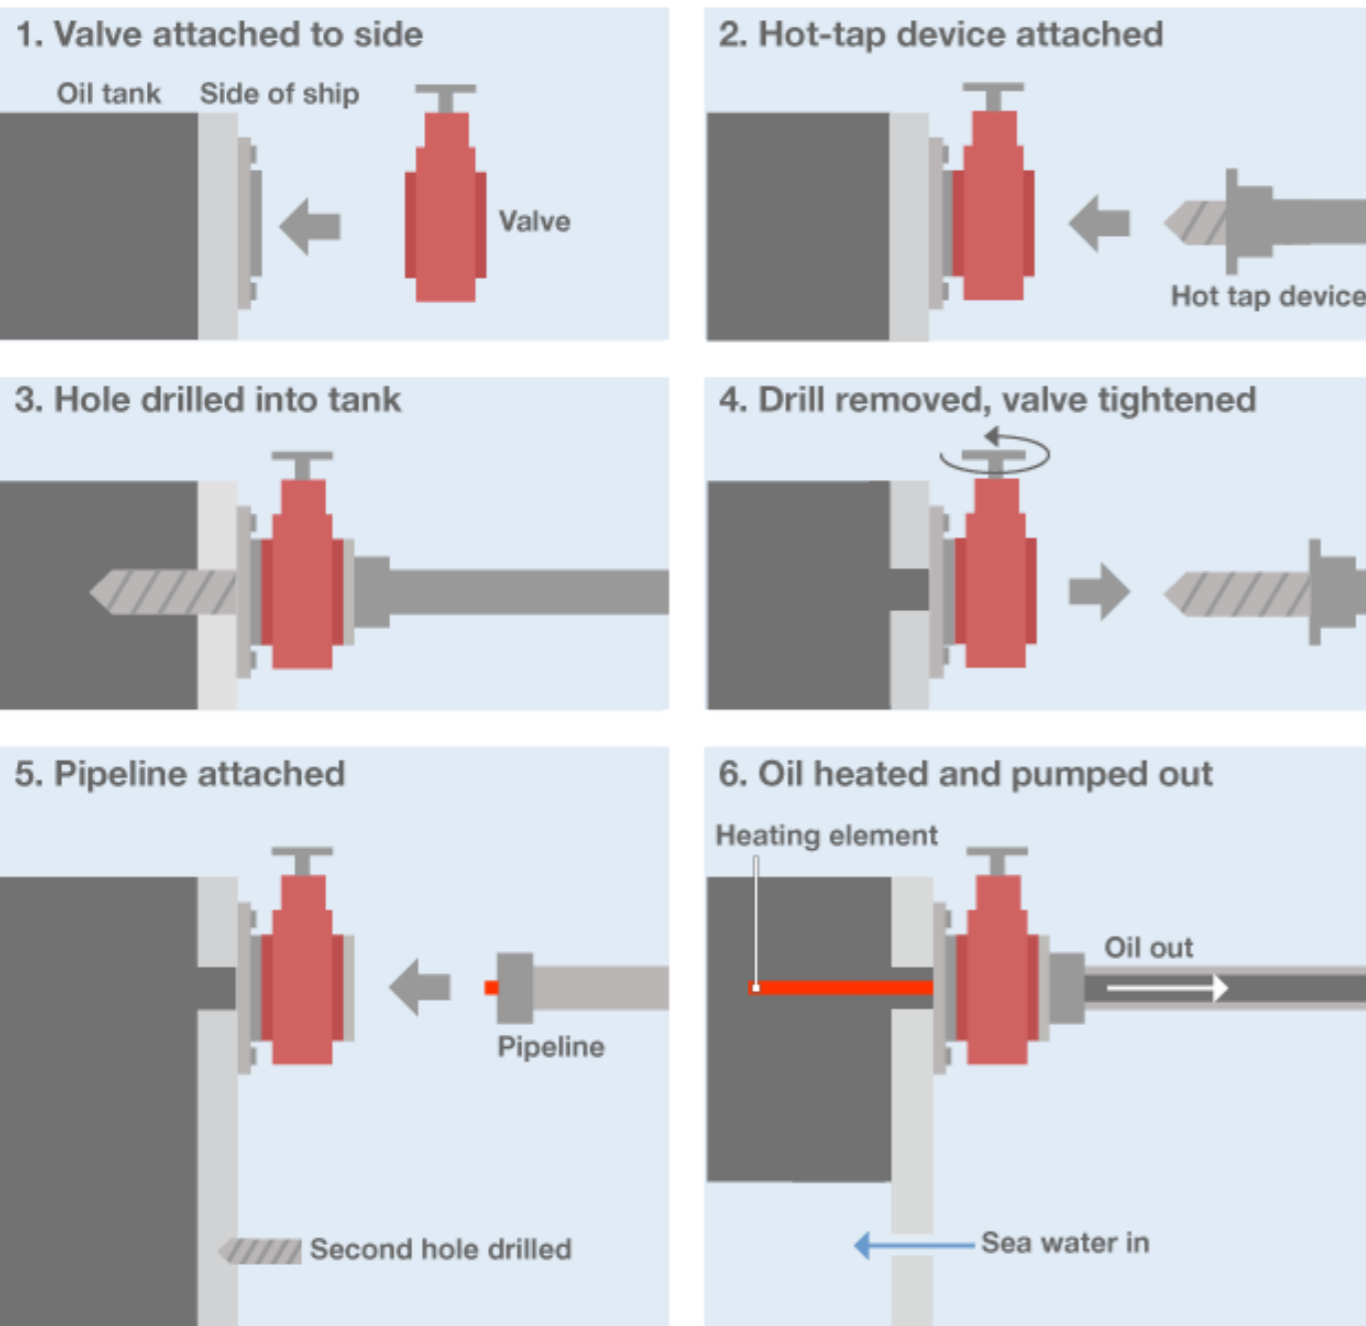 1. Valve attached to side
Oil tank
Side of ship
Valve
2. Hot-tap device attached
Hot tap device
3. Hole drilled into tank
4. Drill removed, valve tightened
5. Pipeline attached
Pipeline
Second hole drilled
6. Oil heated and pumped out
Heating element
Oil out
Sea water in